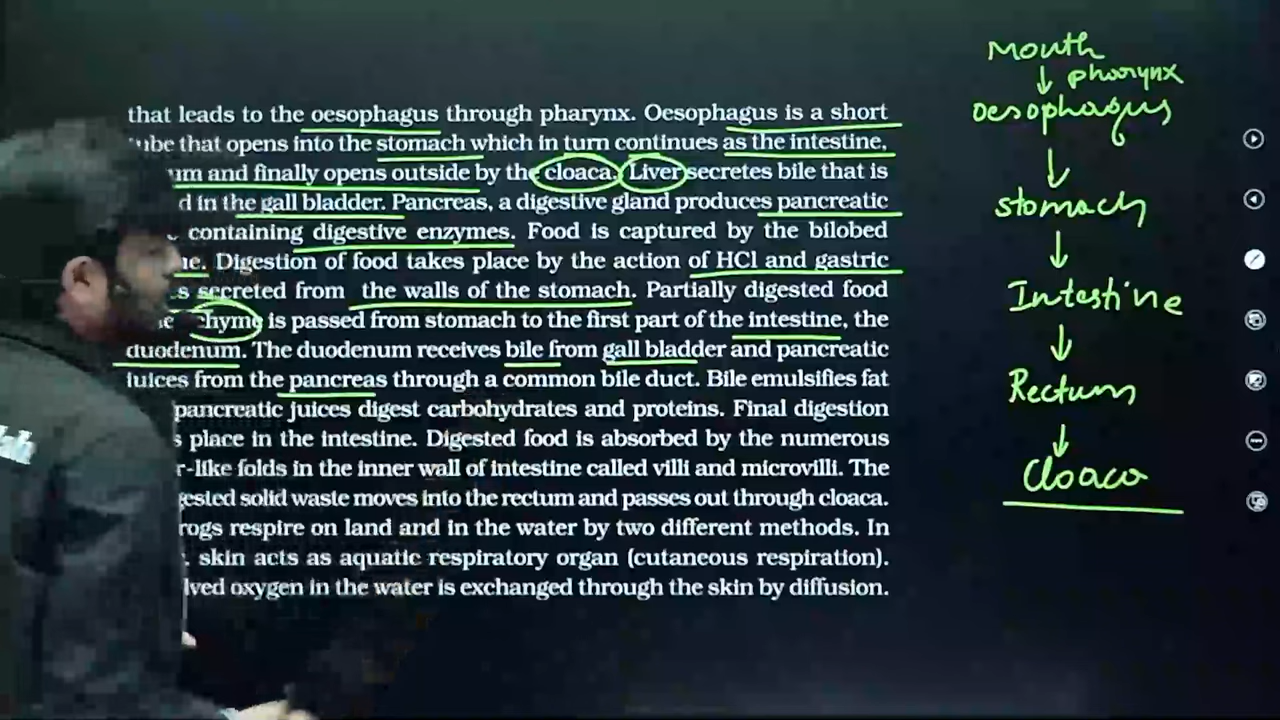 that leads to the oesophagus through pharynx. Oesophagus is a short
tube that opens into the stomach which in turn continues as the intestine,
um and finally opens outside by the cloaca. Liver secretes bile that is
d in the gall bladder. Pancreas, a digestive gland produces pancreatic
containing digestive enzymes. Food is captured by the bilobed
ue. Digestion of food takes place by the action of HCl and gastric
s secreted from the walls of the stomach. Partially digested food
chyme is passed from stomach to the first part of the intestine, the
duodenum. The duodenum receives bile from gall bladder and pancreatic
juices from the pancreas through a common bile duct. Bile emulsifies fat
pancreatic juices digest carbohydrates and proteins. Final digestion
s place in the intestine. Digested food is absorbed by the numerous
r-like folds in the inner wall of intestine called villi and microvilli. The
gested solid waste moves into the rectum and passes out through cloaca.
rogs respire on land and in the water by two different methods. In
. skin acts as aquatic respiratory organ (cutaneous respiration).
lved oxygen in the water is exchanged through the skin by diffusion.
Mouth
↓ pharynx
Oesophagus
↓
Stomach
↓
Intestine
↓
Rectum
↓
Cloaca